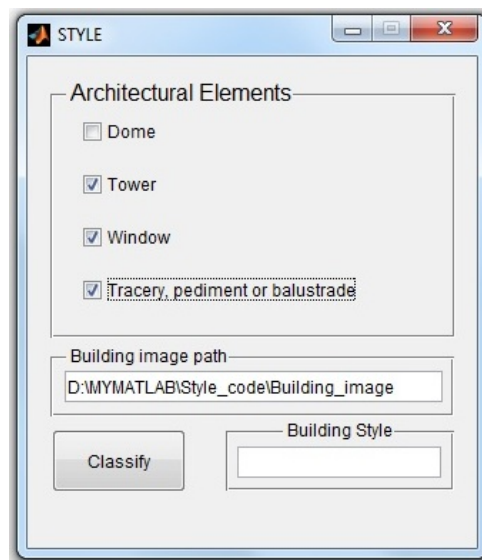 STYLE
Architectural Elements
Dome
Tower
Window
Tracery, pediment or balustrade
Building image path
D:\MYMATLAB\Style_code\Building_image
Building Style
Classify